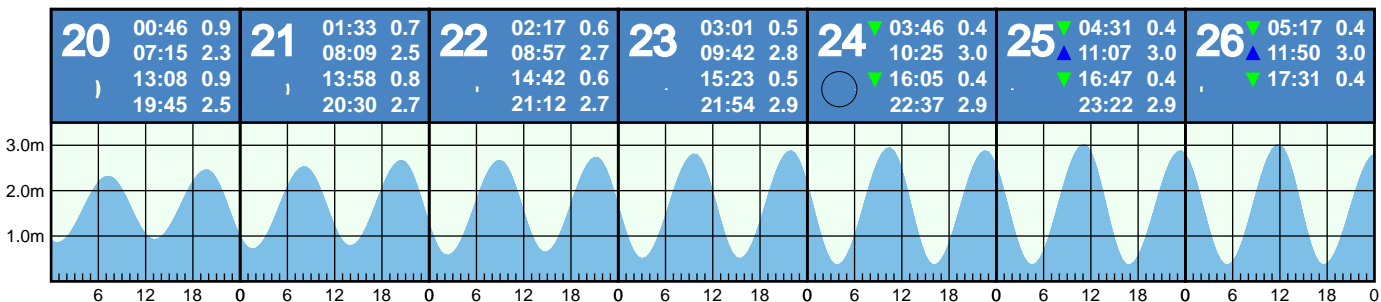 20
00:46 0.9
07:15 2.3
13:08 0.9
19:45 2.5
21
01:33 0.7
08:09 2.5
13:58 0.8
20:30 2.7
22
02:17 0.6
08:57 2.7
14:42 0.6
21:12 2.7
23
03:01 0.5
09:42 2.8
15:23 0.5
21:54 2.9
24
▼ 03:46 0.4
10:25 3.0
▼ 16:05 0.4
22:37 2.9
25
▼ 04:31 0.4
▲ 11:07 3.0
▼ 16:47 0.4
23:22 2.9
26
▼ 05:17 0.4
▲ 11:50 3.0
▼ 17:31 0.4
3.0m
2.0m
1.0m
6 12 18 0 6 12 18 0 6 12 18 0 6 12 18 0 6 12 18 0 6 12 18 0 6 12 18 0